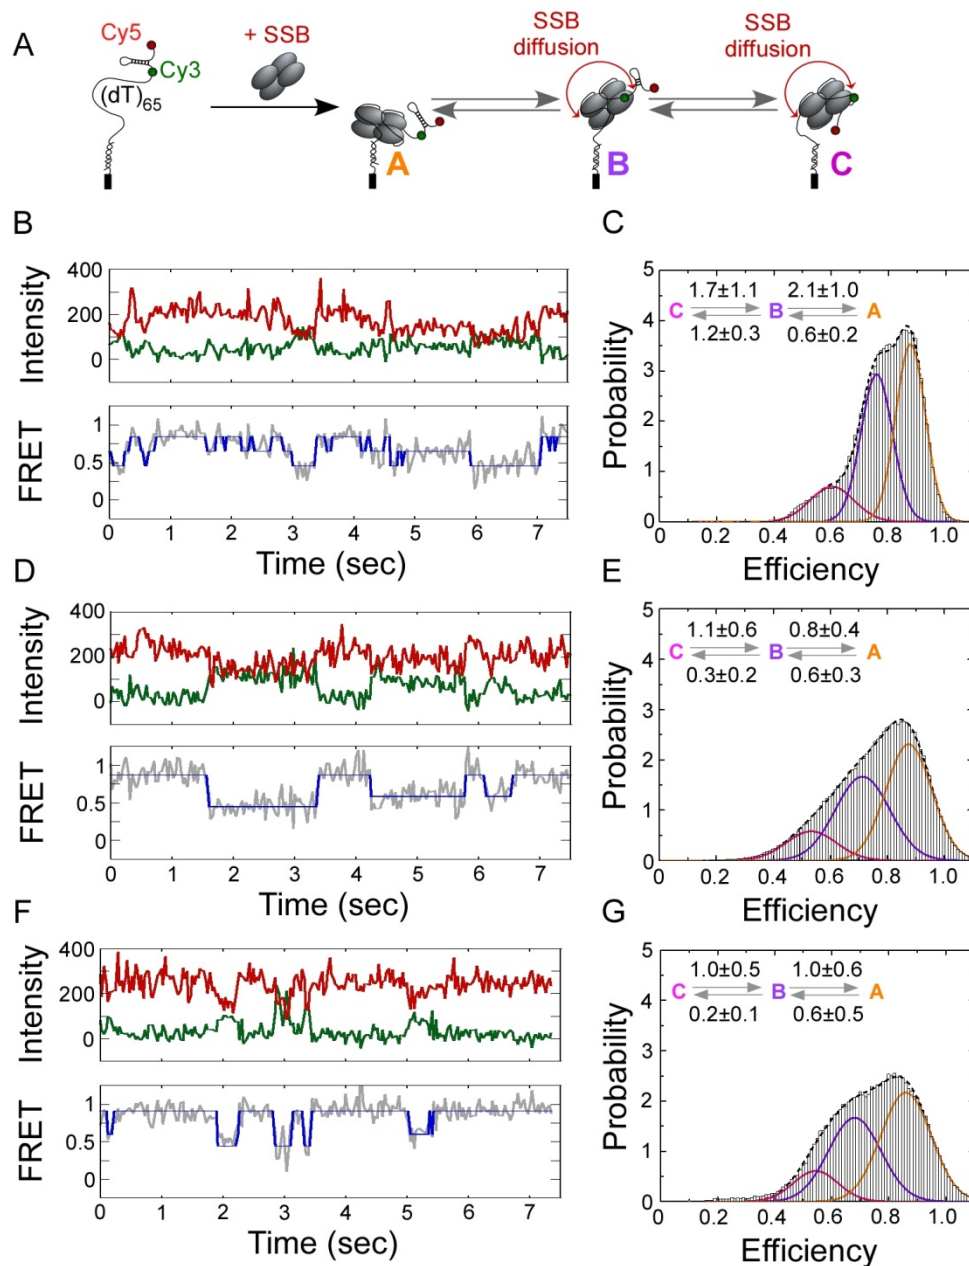 A
Cy5
+ SSB
Cy3
(dT)65
SSB
diffusion
SSB
diffusion
A
B
C
B
400
200
0
Intensity
1
0.5
0
FRET
0 1 2 3 4 5 6 7
Time (sec)
C
5
4
3
2
1
0
Probability
1.7±1.1 2.1±1.0
C B A
1.2±0.3 0.6±0.2
0 0.2 0.4 0.6 0.8 1.0
Efficiency
D
400
200
0
Intensity
1
0.5
0
FRET
0 1 2 3 4 5 6 7
Time (sec)
E
5
4
3
2
1
0
Probability
1.1±0.6 0.8±0.4
C B A
0.3±0.2 0.6±0.3
0 0.2 0.4 0.6 0.8 1.0
Efficiency
F
400
200
0
Intensity
1
0.5
0
FRET
0 1 2 3 4 5 6 7
Time (sec)
G
5
4
3
2
1
0
Probability
1.0±0.5 1.0±0.6
C B A
0.2±0.1 0.6±0.5
0 0.2 0.4 0.6 0.8 1.0
Efficiency